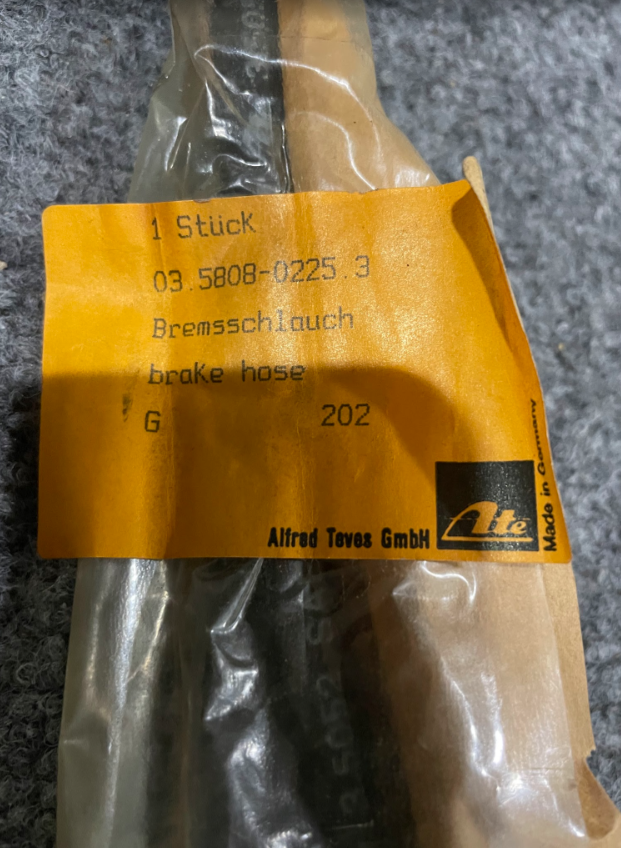 1 Stück
03.5808-0225.3
Bremsschlauch
brake hose
G 202
Alfred Teves GmbH
Ate
Made in Germany